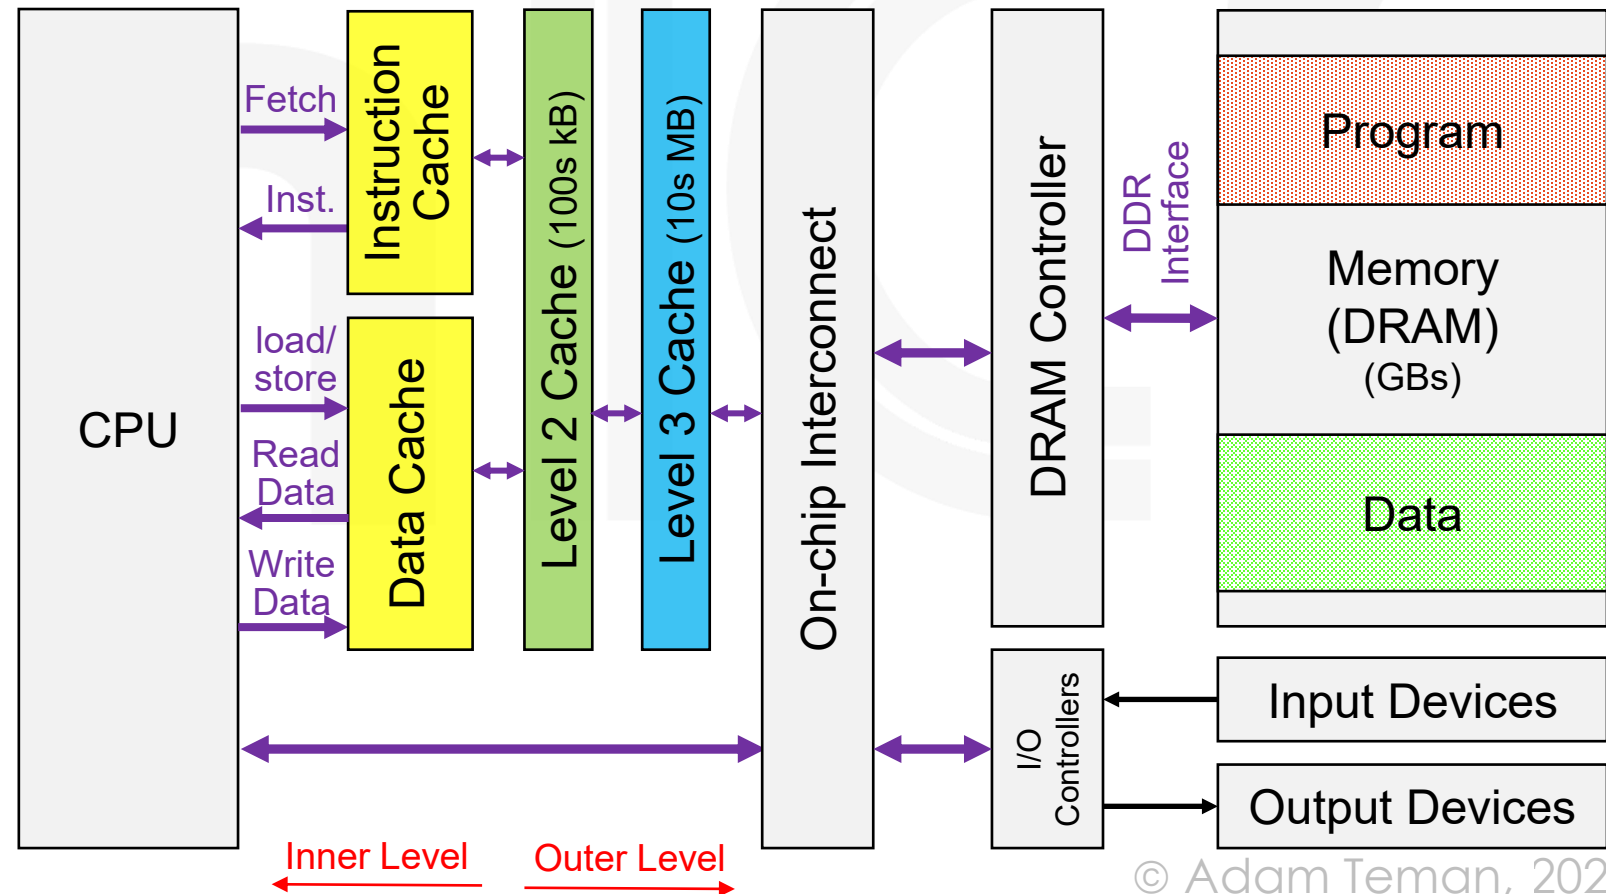 CPU
Fetch
Inst.
load/
store
Read
Data
Write
Data
Instruction
Cache
Data Cache
Level 2 Cache (100s kB)
Level 3 Cache (10s MB)
On-chip Interconnect
DRAM Controller
DDR
Interface
Program
Memory
(DRAM)
(GBs)
Data
I/O
Controllers
Input Devices
Output Devices
Inner Level
Outer Level
© Adam Teman, 202